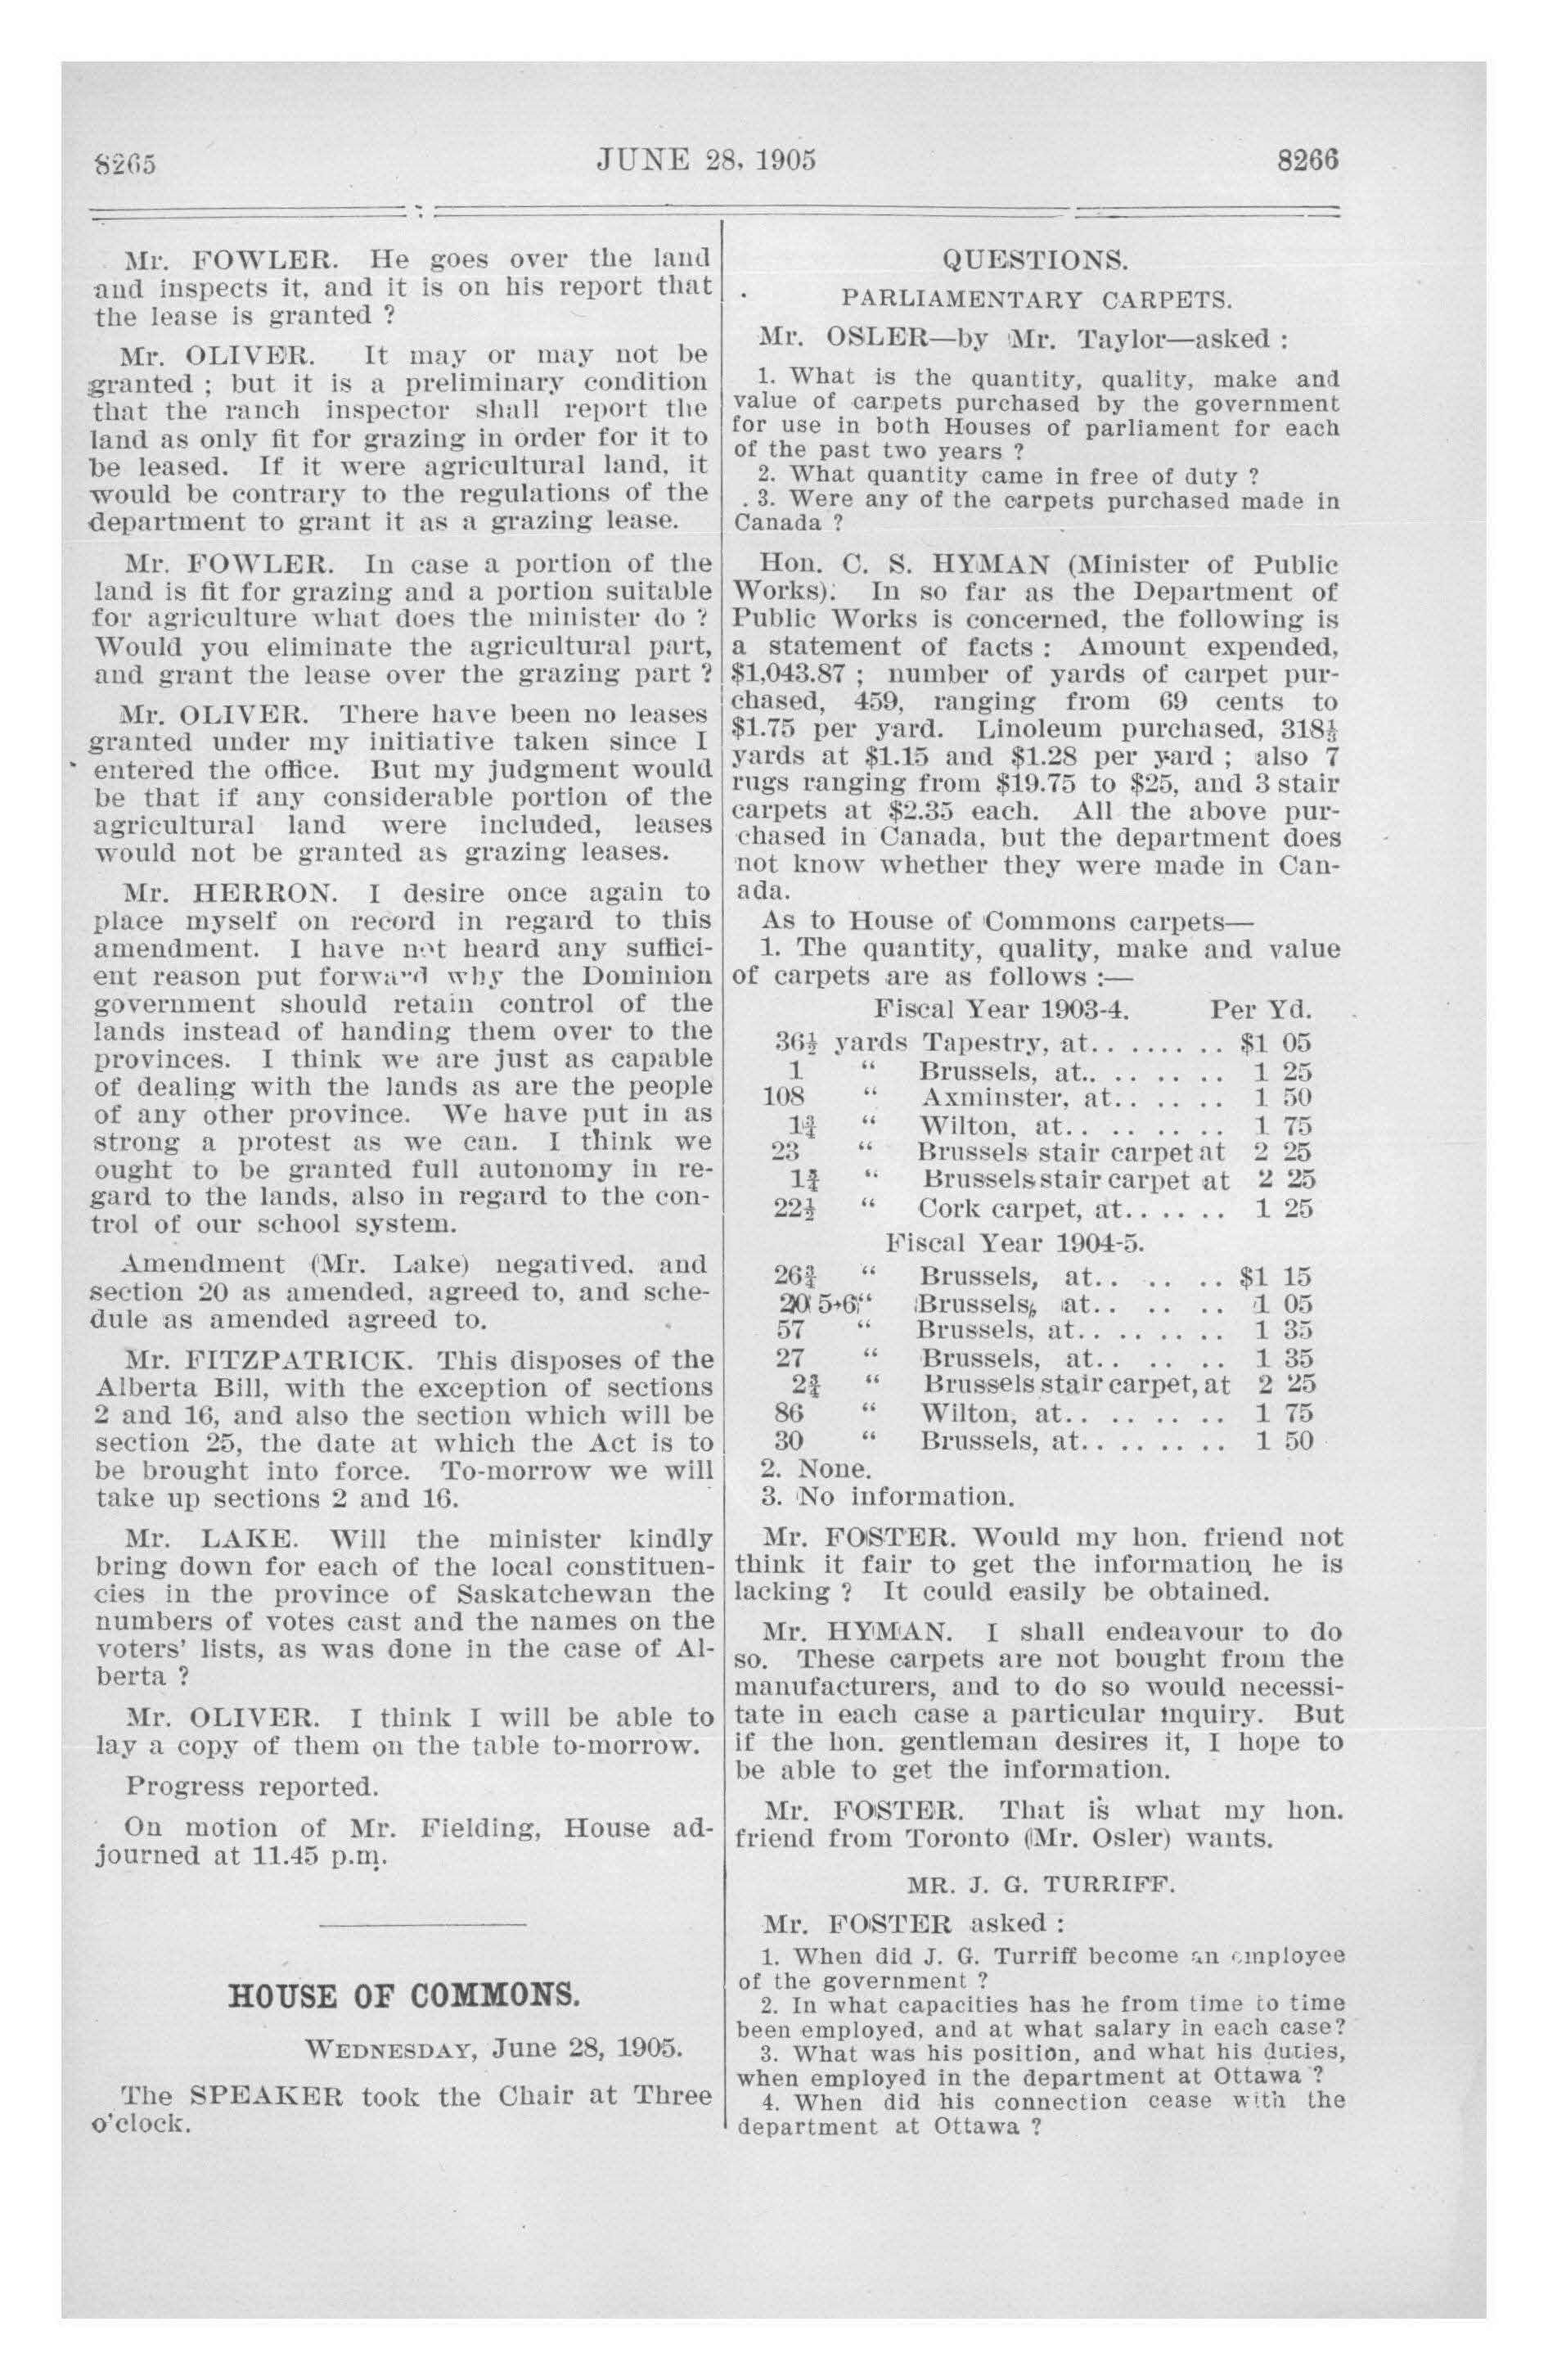 8265
JUNE 28, 1905
8266
Mr. FOWLER. He goes over the land
and inspects it, and it is on his report that
the lease is granted ?
Mr. OLIVER. It may or may not be
granted ; but it is a preliminary condition
that the ranch inspector shall report the
land as only fit for grazing in order for it to
be leased. If it were agricultural land, it
would be contrary to the regulations of the
department to grant it as a grazing lease.
Mr. FOWLER. In case a portion of the
land is fit for grazing and a portion suitable
for agriculture what does the minister do ?
Would you eliminate the agricultural part,
and grant the lease over the grazing part ?
Mr. OLIVER. There have been no leases
granted under my initiative taken since I
entered the office. But my judgment would
be that if any considerable portion of the
agricultural land were included, leases
would not be granted as grazing leases.
Mr. HERRON. I desire once again to
place myself on record in regard to this
amendment. I have not heard any suffici-
ent reason put forward why the Dominion
government should retain control of the
lands instead of handing them over to the
provinces. I think we are just as capable
of dealing with the lands as are the people
of any other province. We have put in as
strong a protest as we can. I think we
ought to be granted full autonomy in re-
gard to the lands, also in regard to the con-
trol of our school system.
Amendment (Mr. Lake) negatived, and
section 20 as amended, agreed to, and sche-
dule as amended agreed to.
Mr. FITZPATRICK. This disposes of the
Alberta Bill, with the exception of sections
2 and 16, and also the section which will be
section 25, the date at which the Act is to
be brought into force. To-morrow we will
take up sections 2 and 16.
Mr. LAKE. Will the minister kindly
bring down for each of the local constituen-
cies in the province of Saskatchewan the
numbers of votes cast and the names on the
voters' lists, as was done in the case of Al-
berta ?
Mr. OLIVER. I think I will be able to
lay a copy of them on the table to-morrow.
Progress reported.
On motion of Mr. Fielding, House ad-
journed at 11.45 p.m.
HOUSE OF COMMONS.
WEDNESDAY, June 28, 1905.
The SPEAKER took the Chair at Three
o'clock.
QUESTIONS.
PARLIAMENTARY CARPETS.
Mr. OSLER—by Mr. Taylor—asked :
1. What is the quantity, quality, make and
value of carpets purchased by the government
for use in both Houses of parliament for each
of the past two years ?
2. What quantity came in free of duty ?
3. Were any of the carpets purchased made in
Canada ?
Hon. C. S. HYMAN (Minister of Public
Works): In so far as the Department of
Public Works is concerned, the following is
a statement of facts : Amount expended,
$1,043.87 ; number of yards of carpet pur-
chased, 459, ranging from 69 cents to
$1.75 per yard. Linoleum purchased, 318⅓
yards at $1.15 and $1.28 per yard ; also 7
rugs ranging from $19.75 to $25, and 3 stair
carpets at $2.35 each. All the above pur-
chased in Canada, but the department does
not know whether they were made in Can-
ada.
As to House of Commons carpets—
1. The quantity, quality, make and value
of carpets are as follows :—
Fiscal Year 1903-4. Per Yd.
36½ yards Tapestry, at.. .. .. .. $1 05
1 " Brussels, at.. .. .. .. 1 25
108 " Axminster, at.. .. .. 1 50
1¾ " Wilton, at.. .. .. .. 1 75
23 " Brussels stair carpet at 2 25
1¾ " Brussels stair carpet at 2 25
22½ " Cork carpet, at.. .. .. 1 25
Fiscal Year 1904-5.
26¾ " Brussels, at.. .. .. $1 15
20 5-6 " Brussels, at.. .. .. 1 05
57 " Brussels, at.. .. .. .. 1 35
27 " Brussels, at.. .. .. 1 35
2¾ " Brussels stair carpet, at 2 25
86 " Wilton, at.. .. .. .. 1 75
30 " Brussels, at.. .. .. .. 1 50
2. None.
3. No information.
Mr. FOSTER. Would my hon. friend not
think it fair to get the information he is
lacking ? It could easily be obtained.
Mr. HYMAN. I shall endeavour to do
so. These carpets are not bought from the
manufacturers, and to do so would necessi-
tate in each case a particular inquiry. But
if the hon. gentleman desires it, I hope to
be able to get the information.
Mr. FOSTER. That is what my hon.
friend from Toronto (Mr. Osler) wants.
MR. J. G. TURRIFF.
Mr. FOSTER asked :
1. When did J. G. Turriff become an employee
of the government ?
2. In what capacities has he from time to time
been employed, and at what salary in each case?
3. What was his position, and what his duties,
when employed in the department at Ottawa ?
4. When did his connection cease with the
department at Ottawa ?